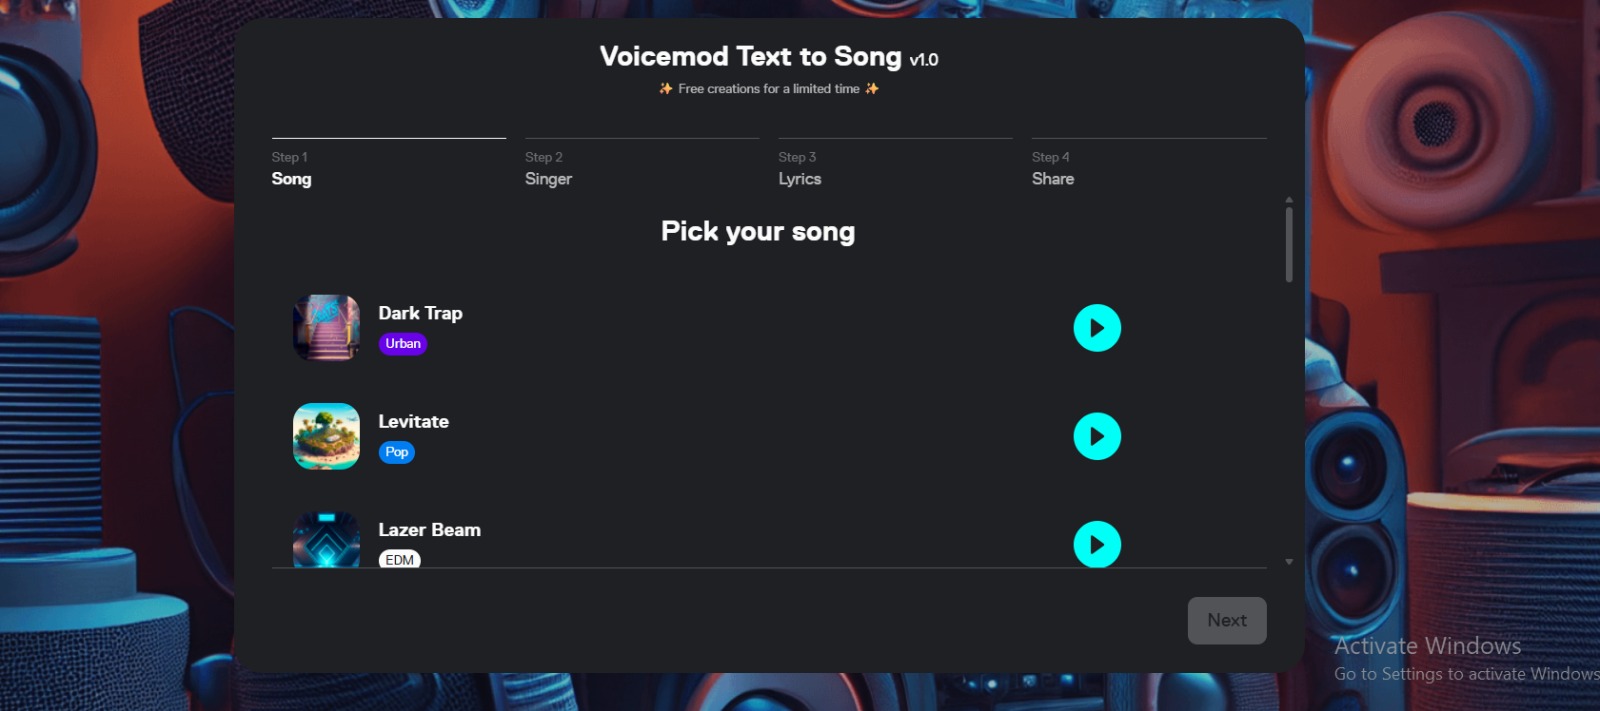 Voicemod Text to Song v1.0
✨ Free creations for a limited time ✨
Step 1
Song
Step 2
Singer
Step 3
Lyrics
Step 4
Share
Pick your song
Dark Trap
Urban
Levitate
Pop
Lazer Beam
EDM
Next
Activate Windows
Go to Settings to activate Windows